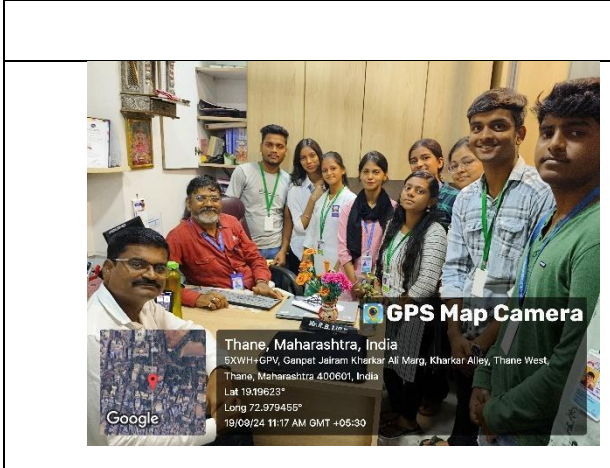 GPS Map Camera
Thane, Maharashtra, India
5XWH+GPV, Ganpat Jairam Kharkar Ali Marg, Kharkar Alley, Thane West,
Thane, Maharashtra 400601, India
Lat 19.19623°
Long 72.979455°
19/09/24 11:17 AM GMT +05:30
Google